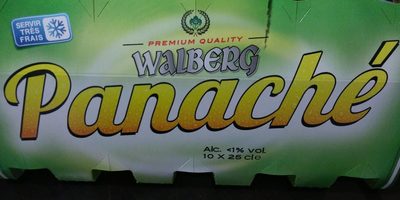 SERVIR
TRÈS
FRAIS
PREMIUM QUALITY
WALBERG
Panaché
Alc. <1% vol.
10 X 25 cl e